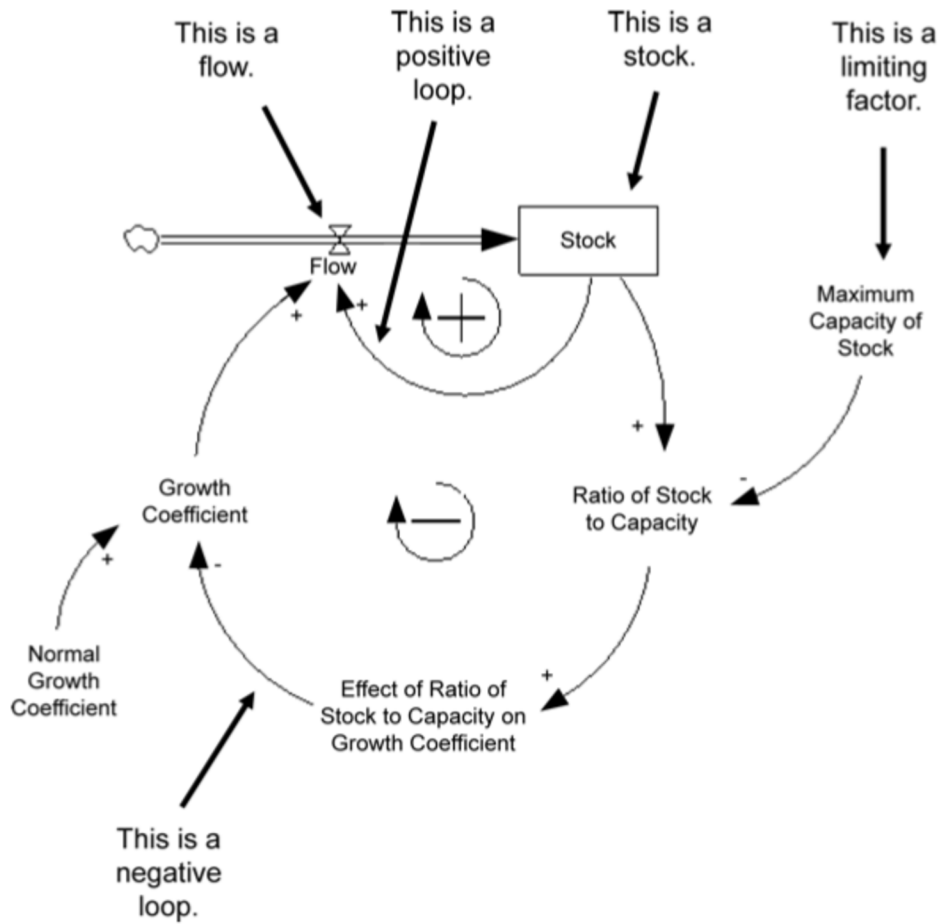 This is a
flow.
This is a
positive
loop.
This is a
stock.
This is a
limiting
factor.
Stock
Flow
+
+
+
Maximum
Capacity of
Stock
+
-
Growth
Coefficient
Ratio of Stock
to Capacity
-
+
-
Normal
Growth
Coefficient
+
Effect of Ratio of
Stock to Capacity on
Growth Coefficient
This is a
negative
loop.